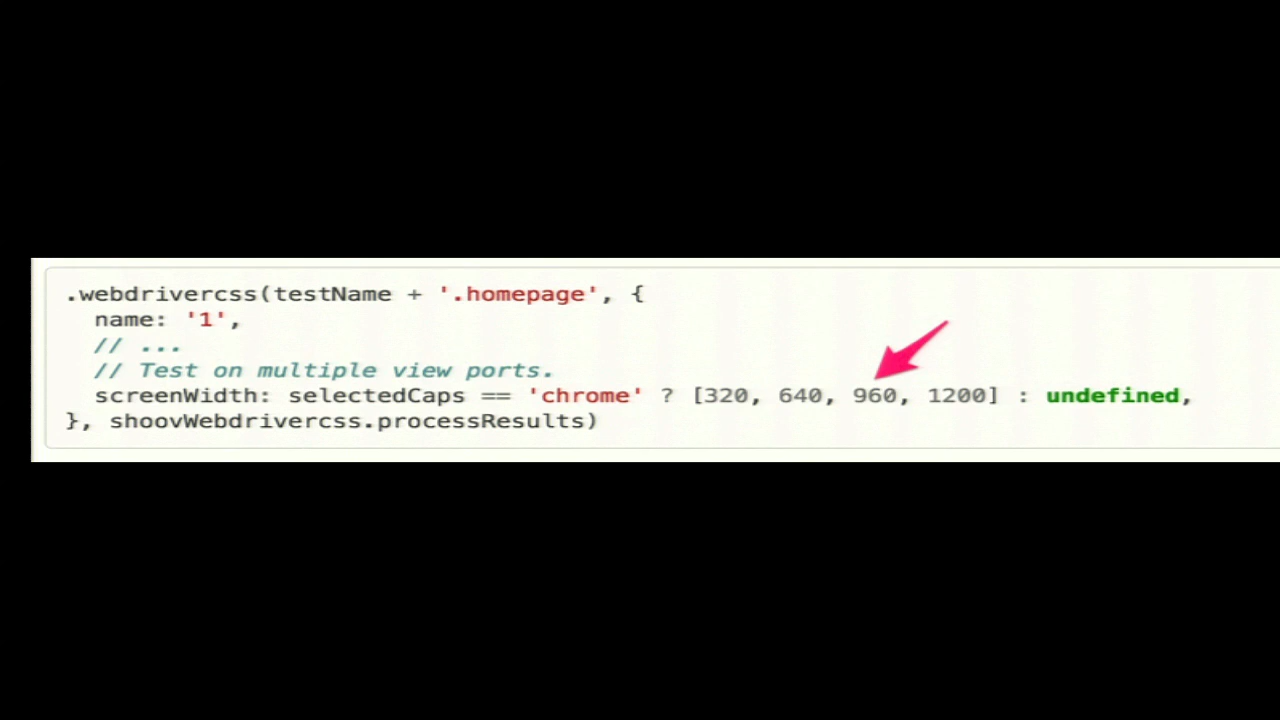 .webdrivercss(testName + '.homepage', {
name: '1',
// ...
// Test on multiple view ports.
screenWidth: selectedCaps == 'chrome' ? [320, 640, 960, 1200] : undefined,
}, shoovWebdrivercss.processResults)